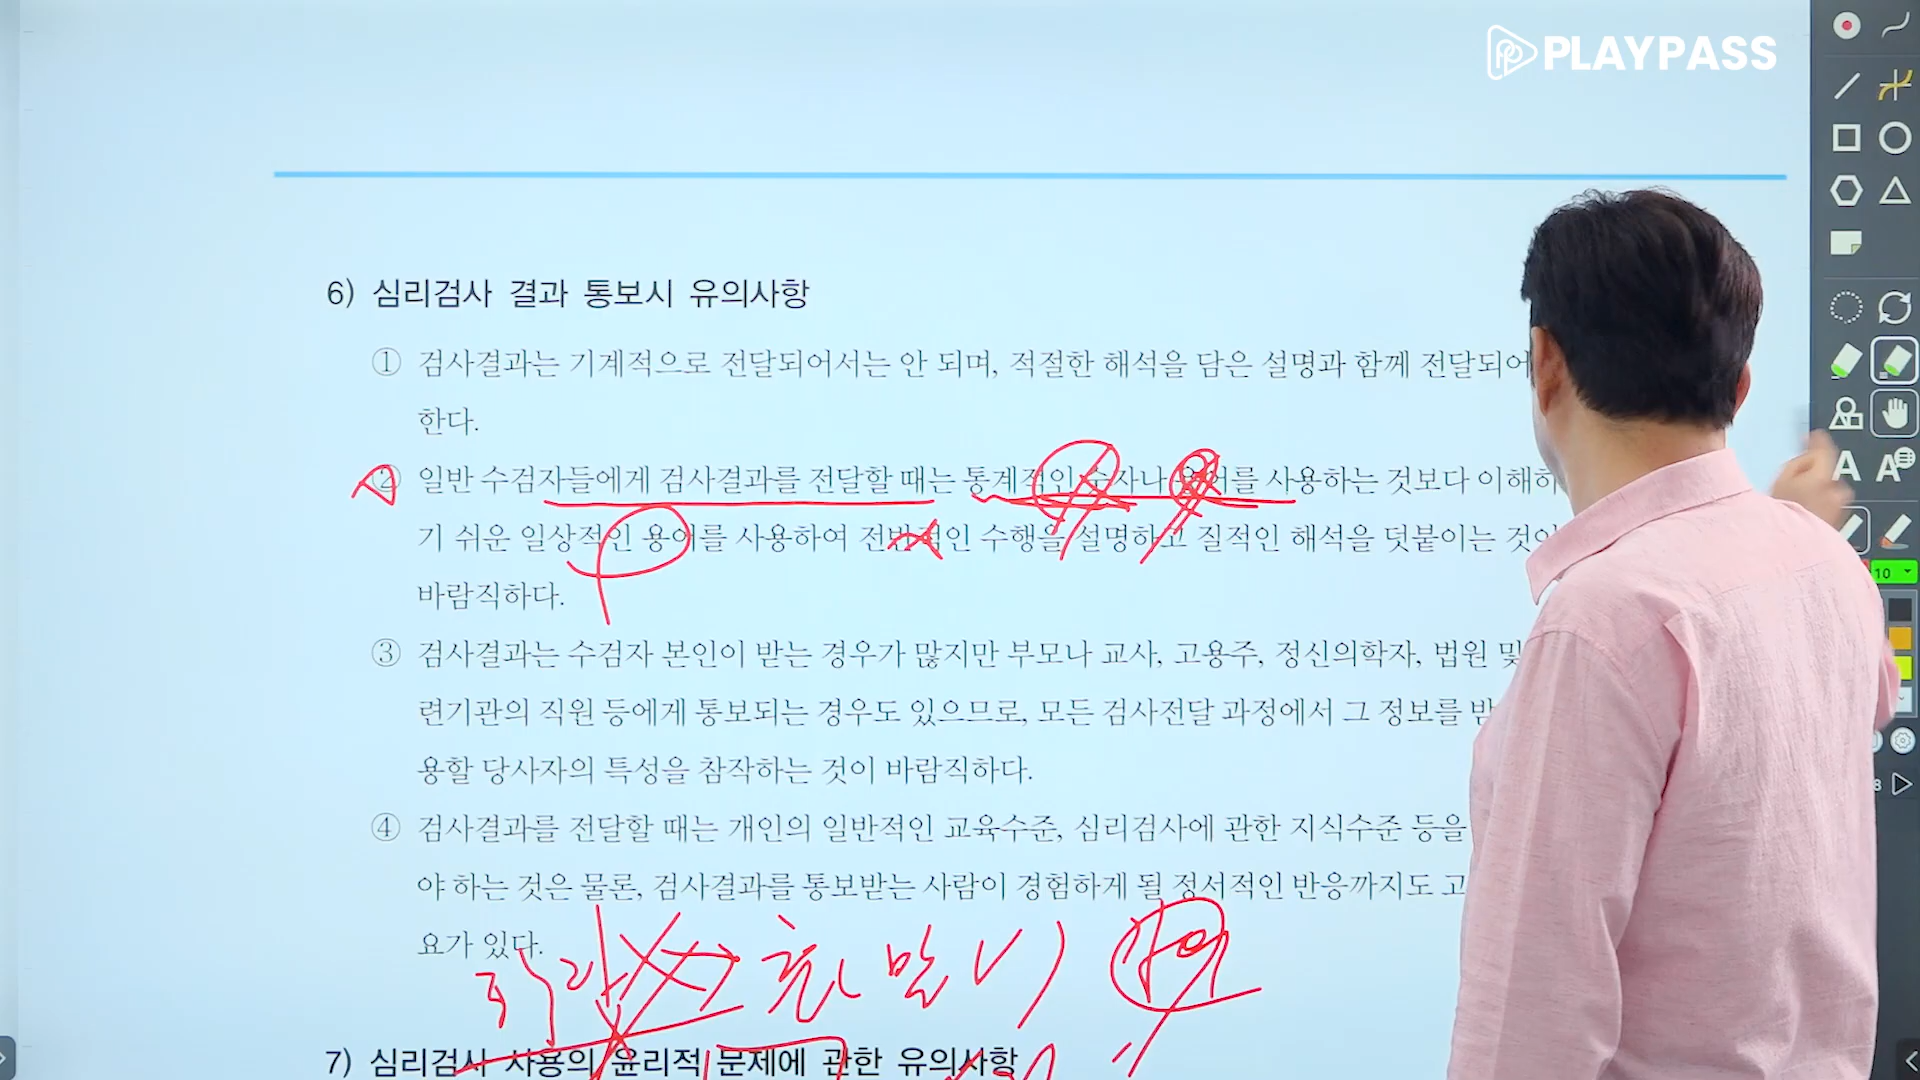 PLAYPASS
6) 심리검사 결과 통보시 유의사항
① 검사결과는 기계적으로 전달되어서는 안 되며, 적절한 해석을 담은 설명과 함께 전달되어
한다.
② 일반 수검자들에게 검사결과를 전달할 때는 통계적인 숫자나 용어를 사용하는 것보다 이해하
기 쉬운 일상적인 용어를 사용하여 전반적인 수행을 설명하고 질적인 해석을 덧붙이는 것이
바람직하다.
③ 검사결과는 수검자 본인이 받는 경우가 많지만 부모나 교사, 고용주, 정신의학자, 법원 및
련기관의 직원 등에게 통보되는 경우도 있으므로, 모든 검사전달 과정에서 그 정보를 받
용할 당사자의 특성을 참작하는 것이 바람직하다.
④ 검사결과를 전달할 때는 개인의 일반적인 교육수준, 심리검사에 관한 지식수준 등을
야 하는 것은 물론, 검사결과를 통보받는 사람이 경험하게 될 정서적인 반응까지도 고
요가 있다.
7) 심리검사 사용의 윤리적 문제에 관한 유의사항
A
A
10
8